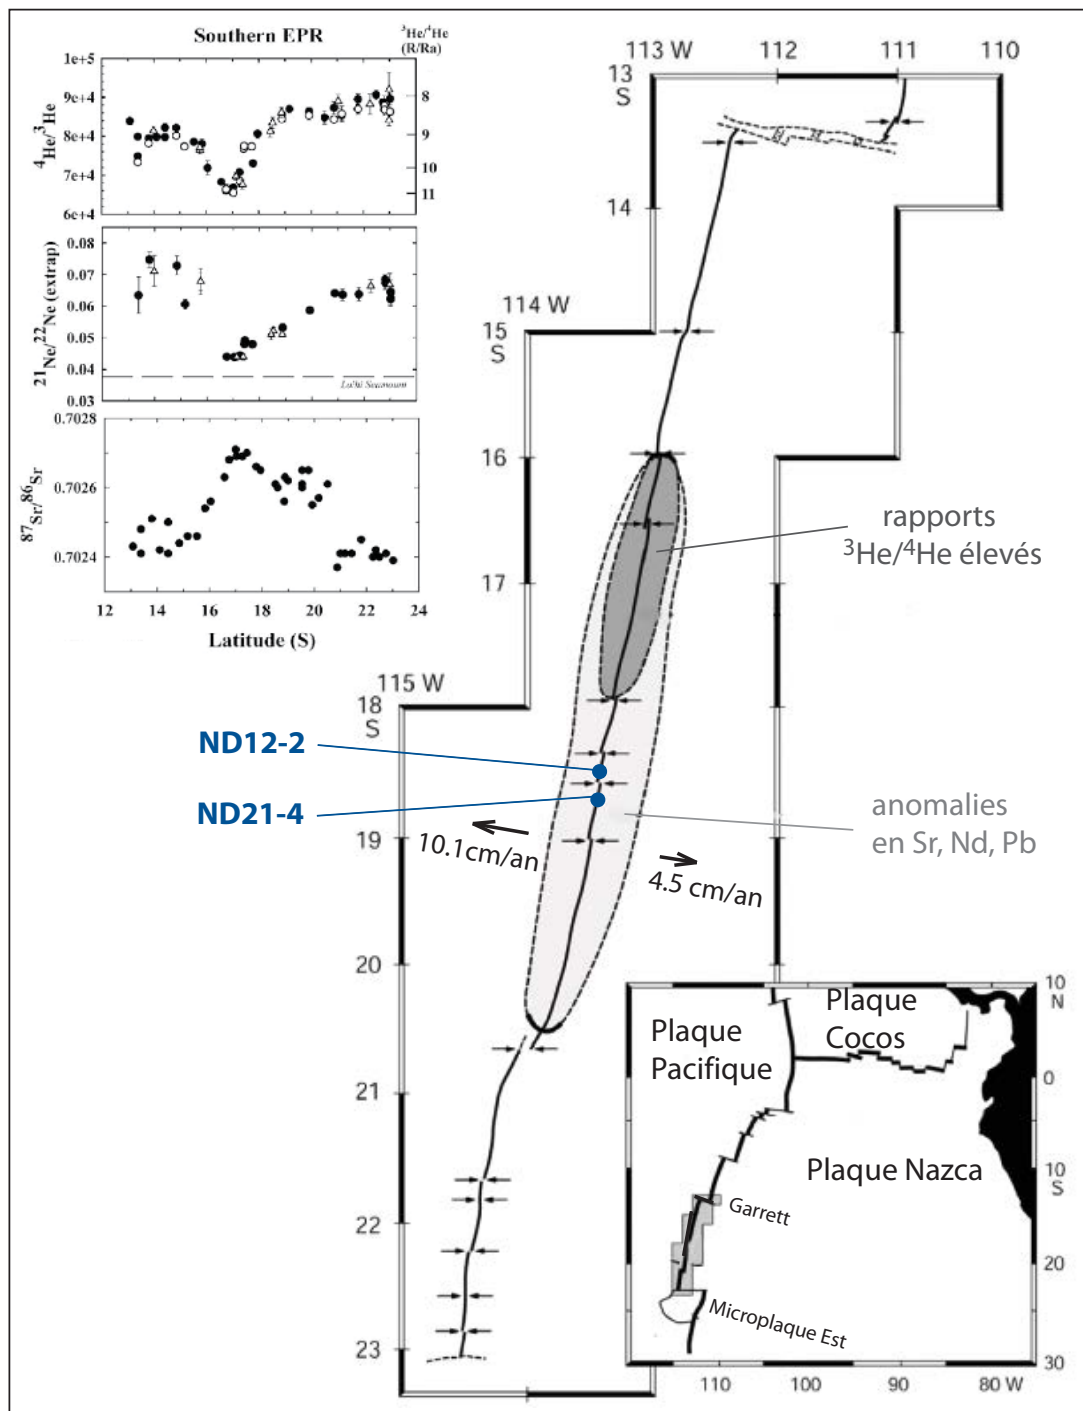 Southern EPR
³He/⁴He
(R/Ra)
1e+5
9e+4
8e+4
7e+4
6e+4
⁴He/³He
8
9
10
11
0.08
0.07
0.06
0.05
0.04
0.03
²¹Ne/²²Ne (extrap)
Loihi Seamount
0.7028
0.7026
0.7024
⁸⁷Sr/⁸⁶Sr
12 14 16 18 20 22 24
Latitude (S)
113 W 112 111 110
13
S
14
114 W
15
S
16
17
115 W
18
S
19
20
21
22
23
rapports
³He/⁴He élevés
ND12-2
ND21-4
anomalies
en Sr, Nd, Pb
10.1cm/an
4.5 cm/an
Plaque
Pacifique
Plaque
Cocos
Plaque Nazca
Garrett
Microplaque Est
10
N
0
10
S
20
30
110 100 90 80 W